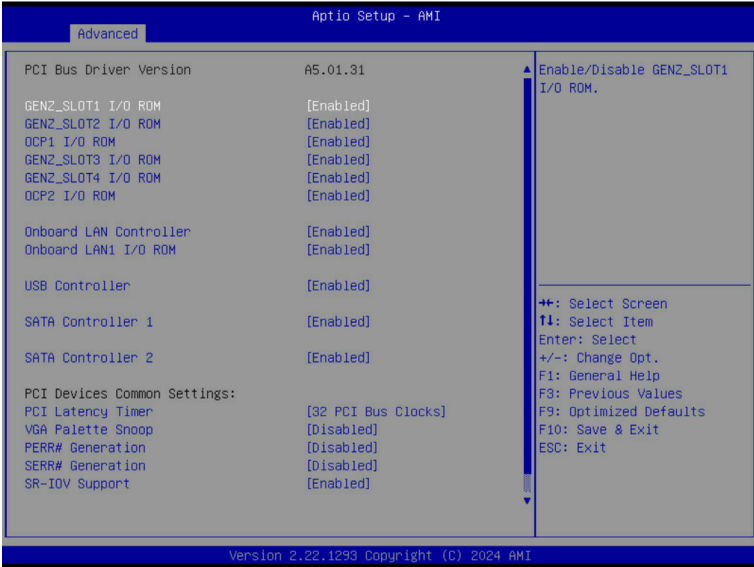 Aptio Setup – AMI
Advanced
PCI Bus Driver Version A5.01.31
GENZ_SLOT1 I/O ROM [Enabled]
GENZ_SLOT2 I/O ROM [Enabled]
OCP1 I/O ROM [Enabled]
GENZ_SLOT3 I/O ROM [Enabled]
GENZ_SLOT4 I/O ROM [Enabled]
OCP2 I/O ROM [Enabled]
Onboard LAN Controller [Enabled]
Onboard LAN1 I/O ROM [Enabled]
USB Controller [Enabled]
SATA Controller 1 [Enabled]
SATA Controller 2 [Enabled]
PCI Devices Common Settings:
PCI Latency Timer [32 PCI Bus Clocks]
VGA Palette Snoop [Disabled]
PERR# Generation [Disabled]
SERR# Generation [Disabled]
SR-IOV Support [Enabled]
Enable/Disable GENZ_SLOT1
I/O ROM.
→←: Select Screen
↑↓: Select Item
Enter: Select
+/-: Change Opt.
F1: General Help
F3: Previous Values
F9: Optimized Defaults
F10: Save & Exit
ESC: Exit
Version 2.22.1293 Copyright (C) 2024 AMI